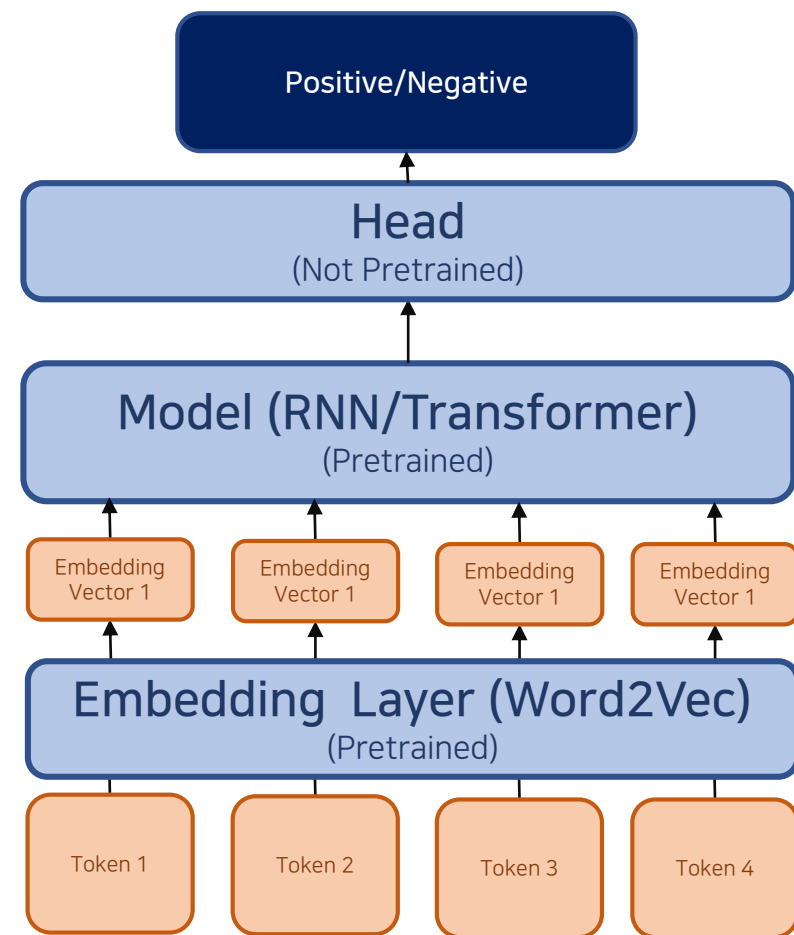 Positive/Negative
Head
(Not Pretrained)
Model (RNN/Transformer)
(Pretrained)
Embedding
Vector 1
Embedding
Vector 1
Embedding
Vector 1
Embedding
Vector 1
Embedding Layer (Word2Vec)
(Pretrained)
Token 1
Token 2
Token 3
Token 4